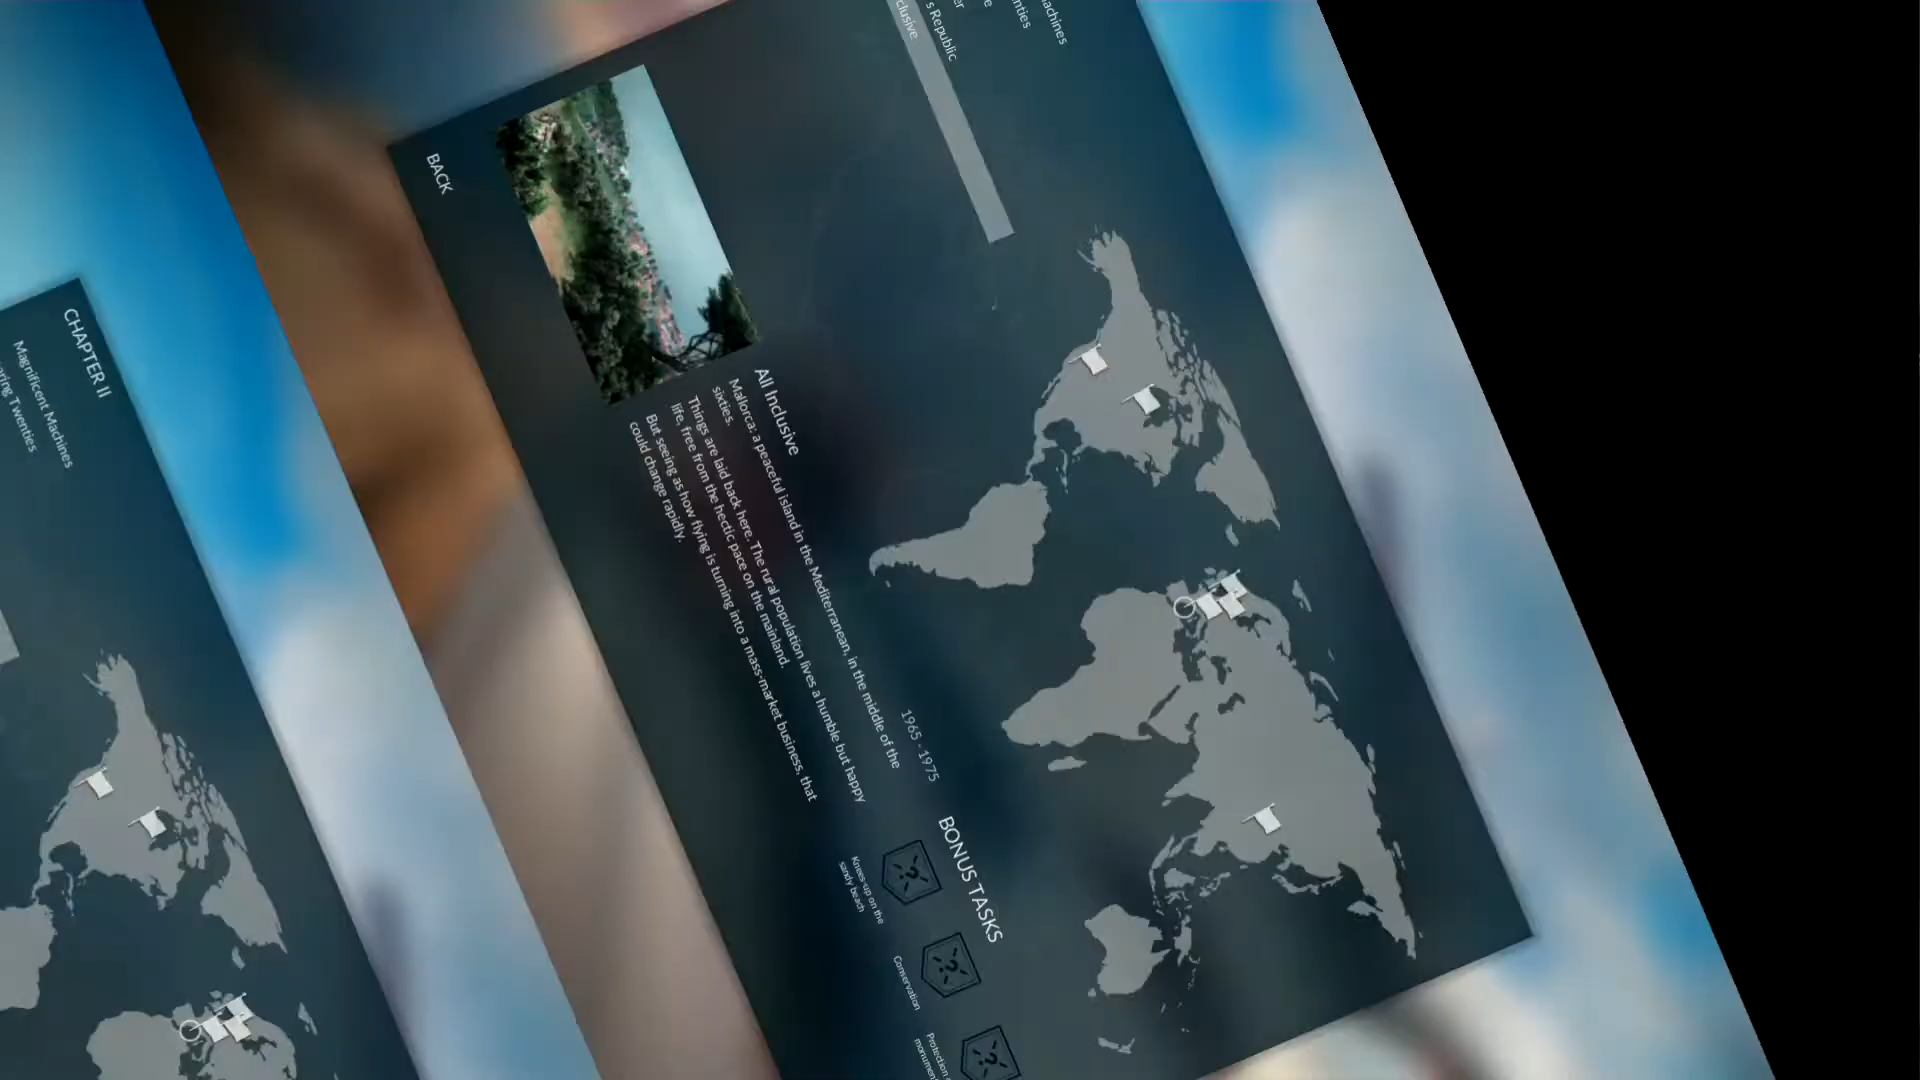 CHAPTER II
Magnificent Machines
Twenties
Republic
BACK
All Inclusive
1965 - 1975
Mallorca: a peaceful island in the Mediterranean, in the middle of the
sixties.
Things are laid back here. The rural population lives a humble but happy
life, free from the hectic pace on the mainland.
But seeing as how flying is turning into a mass-market business, that
could change rapidly.
BONUS TASKS
Knees-up on the
sandy beach
Conservation
Protection